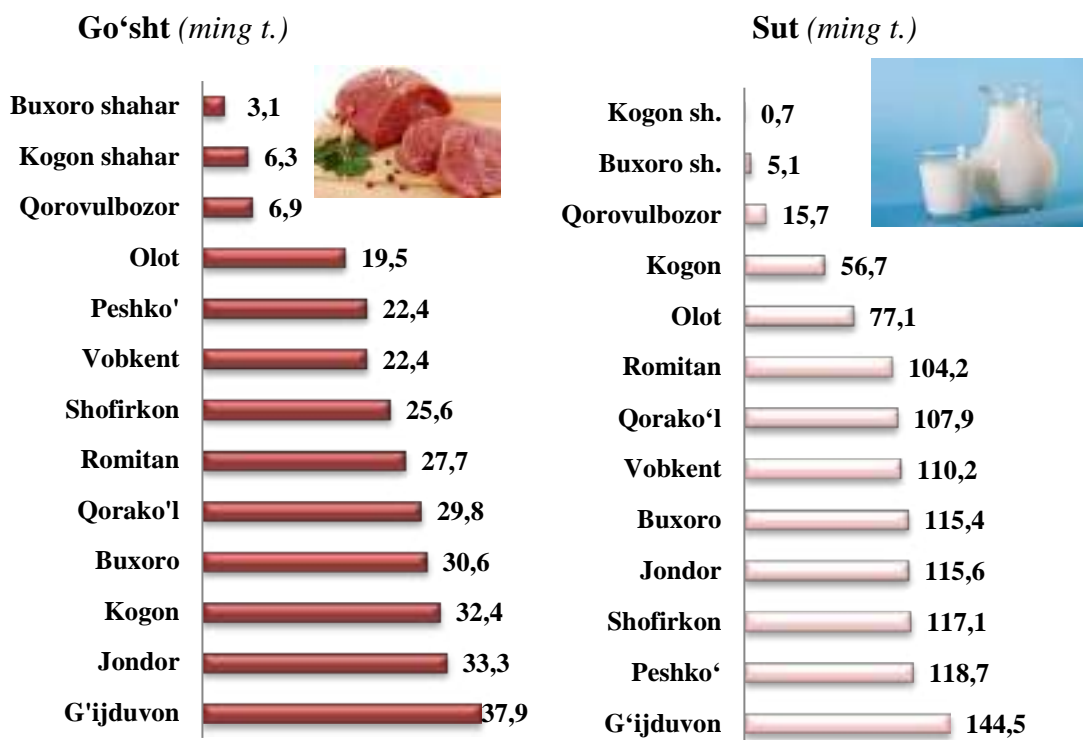 Go‘sht (ming t.)
Buxoro shahar 3,1
Kogon shahar 6,3
Qorovulbozor 6,9
Olot 19,5
Peshko' 22,4
Vobkent 22,4
Shofirkon 25,6
Romitan 27,7
Qorako'l 29,8
Buxoro 30,6
Kogon 32,4
Jondor 33,3
G'ijduvon 37,9
Sut (ming t.)
Kogon sh. 0,7
Buxoro sh. 5,1
Qorovulbozor 15,7
Kogon 56,7
Olot 77,1
Romitan 104,2
Qorako‘l 107,9
Vobkent 110,2
Buxoro 115,4
Jondor 115,6
Shofirkon 117,1
Peshko‘ 118,7
G‘ijduvon 144,5